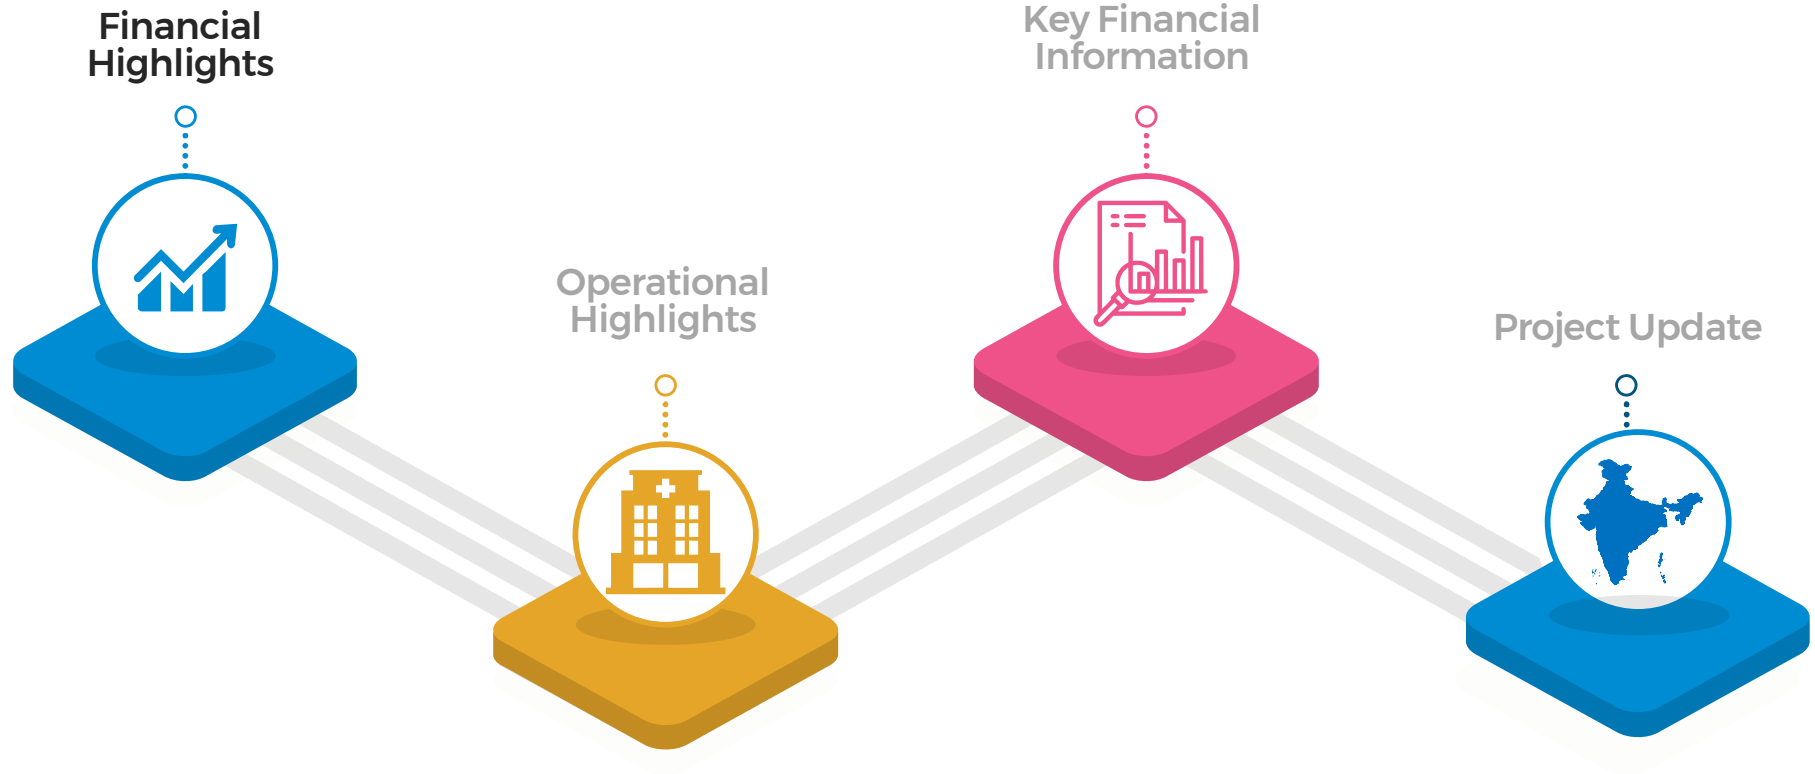 Financial
Highlights
Operational
Highlights
Key Financial
Information
Project Update